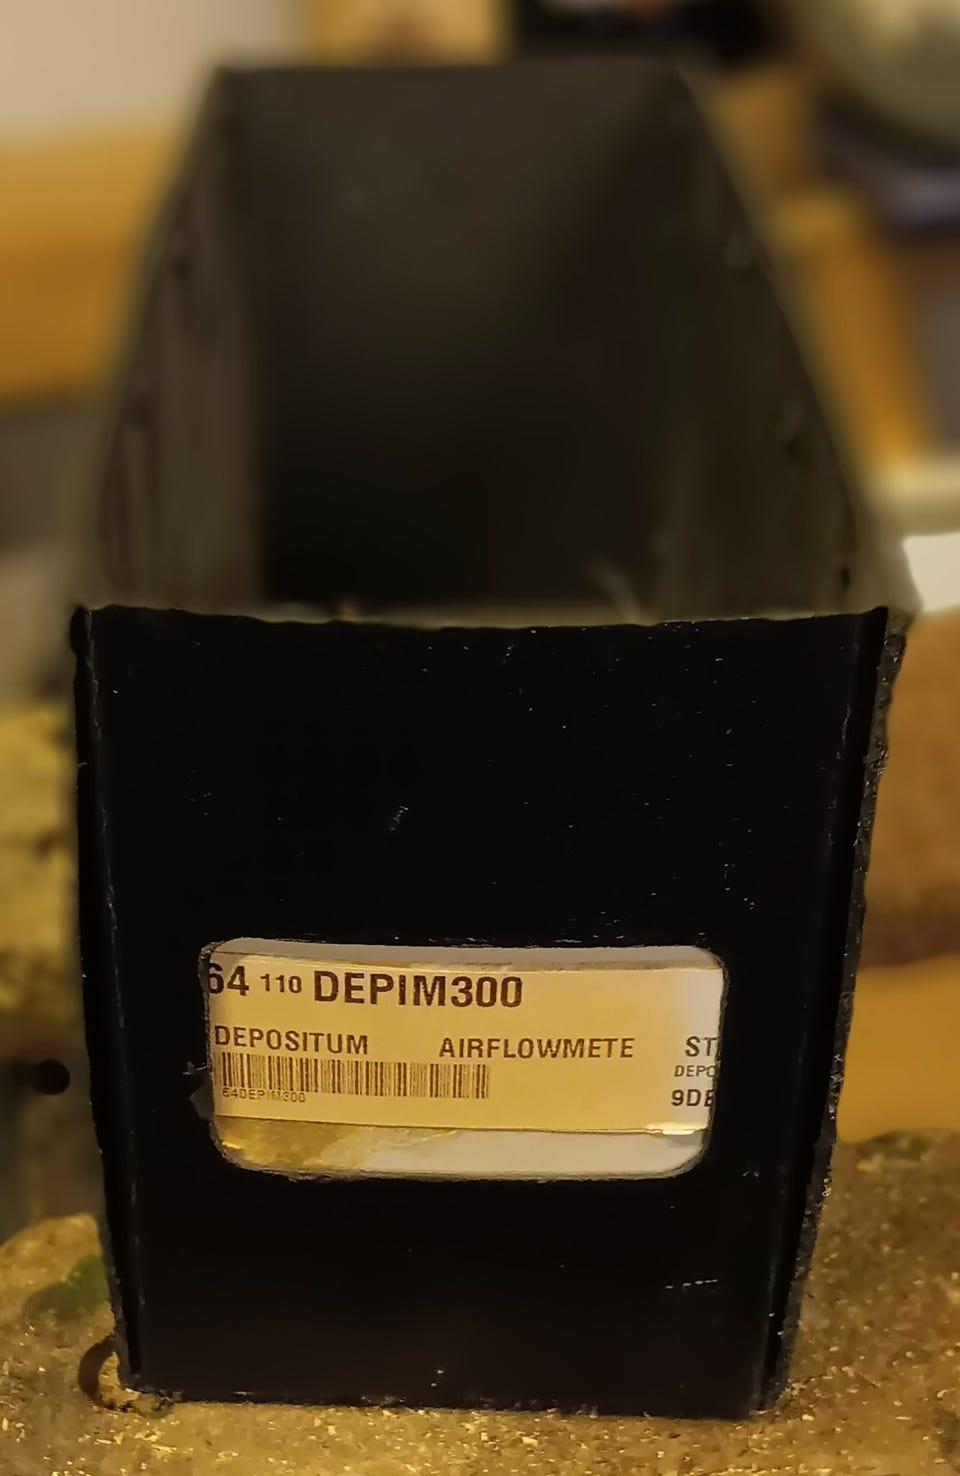 64 110 DEPIM300
DEPOSITUM AIRFLOWMETE ST
DEPO
64DEPIM300
9DE